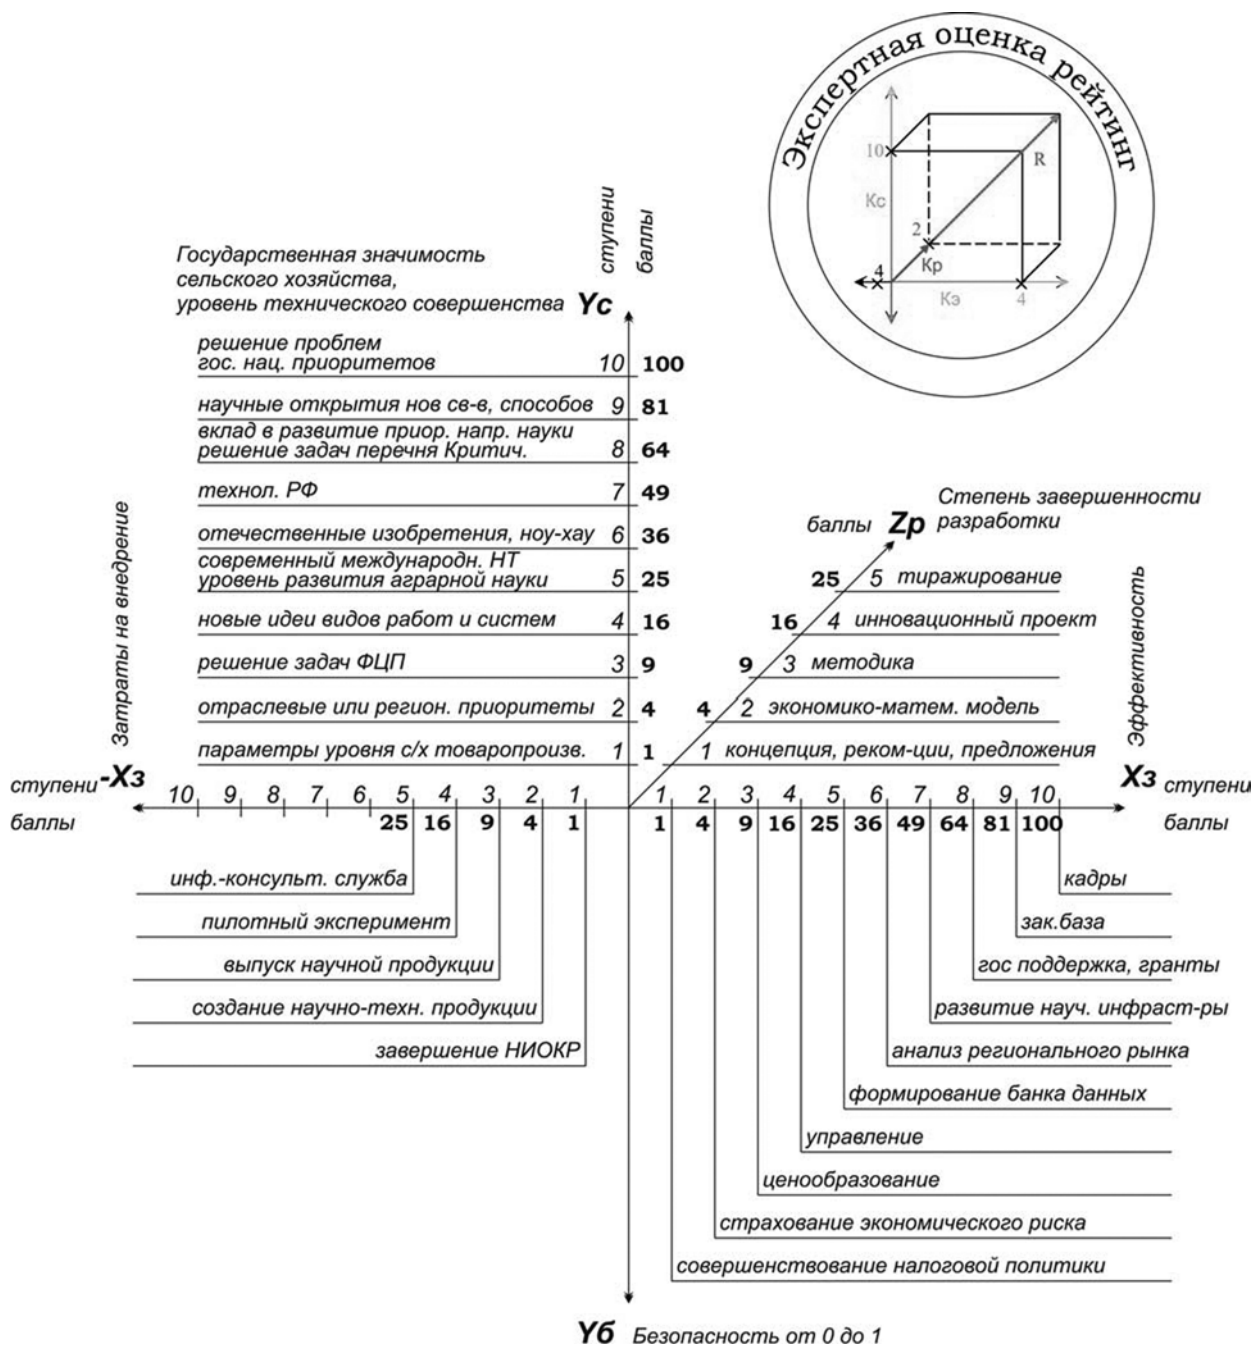 Экспертная оценка рейтинг
10
Кс
R
2
Кр
4
Кэ
4
Государственная значимость
сельского хозяйства,
уровень технического совершенства
Yс
ступени
баллы
решение проблем
гос. нац. приоритетов 10 100
научные открытия нов св-в, способов 9 81
вклад в развитие приор. напр. науки
решение задач перечня Критич. 8 64
технол. РФ 7 49
отечественные изобретения, ноу-хау 6 36
современный международн. НТ
уровень развития аграрной науки 5 25
новые идеи видов работ и систем 4 16
решение задач ФЦП 3 9
отраслевые или регион. приоритеты 2 4
параметры уровня с/х товаропроизв. 1 1
Затраты на внедрение
баллы Zр Степень завершенности
разработки
25 5 тиражирование
16 4 инновационный проект
9 3 методика
4 2 экономико-матем. модель
1 концепция, реком-ции, предложения
Эффективность
ступени -Xз
10 9 8 7 6 5 4 3 2 1
баллы
25 16 9 4 1
Xз ступени
1 2 3 4 5 6 7 8 9 10
1 4 9 16 25 36 49 64 81 100
баллы
инф.-консульт. служба
пилотный эксперимент
выпуск научной продукции
создание научно-техн. продукции
завершение НИОКР
кадры
зак.база
гос поддержка, гранты
развитие науч. инфраст-ры
анализ регионального рынка
формирование банка данных
управление
ценообразование
страхование экономического риска
совершенствование налоговой политики
Yб Безопасность от 0 до 1